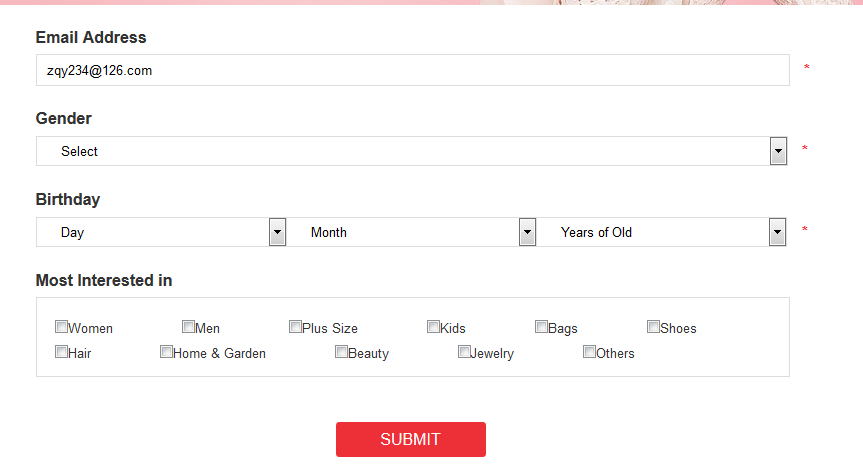 Email Address
zqy234@126.com *
Gender
Select *
Birthday
Day Month Years of Old *
Most Interested in
Women Men Plus Size Kids Bags Shoes
Hair Home & Garden Beauty Jewelry Others
SUBMIT